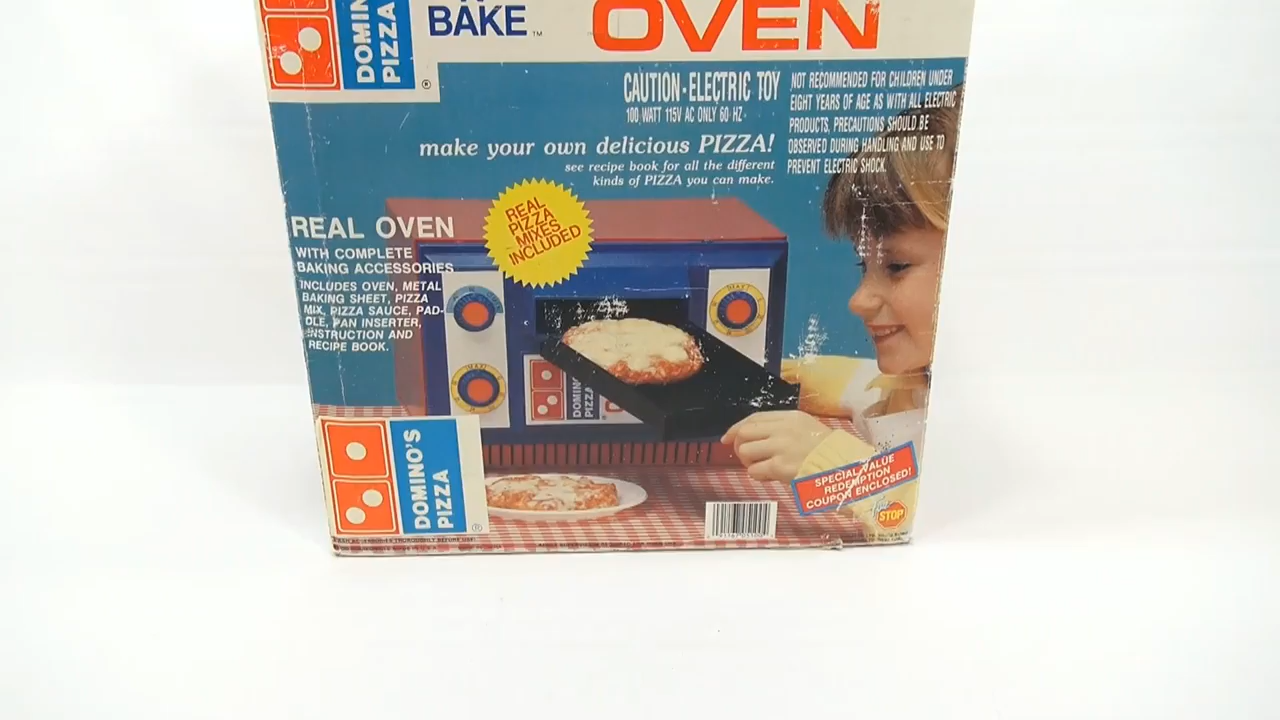 BAKE™
OVEN
DOMIN
PIZZA
®
CAUTION-ELECTRIC TOY
100 WATT 115V AC ONLY 60 HZ
NOT RECOMMENDED FOR CHILDREN UNDER
EIGHT YEARS OF AGE AS WITH ALL ELECTRIC
PRODUCTS, PRECAUTIONS SHOULD BE
OBSERVED DURING HANDLING AND USE TO
PREVENT ELECTRIC SHOCK.
make your own delicious PIZZA!
see recipe book for all the different
kinds of PIZZA you can make.
REAL
PIZZA
MIXES
INCLUDED
REAL OVEN
WITH COMPLETE
BAKING ACCESSORIES
INCLUDES OVEN, METAL
BAKING SHEET, PIZZA
MIX, PIZZA SAUCE, PAD-
DLE, PAN INSERTER,
INSTRUCTION AND
RECIPE BOOK.
DOMIN
PIZZA
DOMINO'S
PIZZA
®
SPECIAL VALUE
REDEMPTION
COUPON ENCLOSED!
STOP